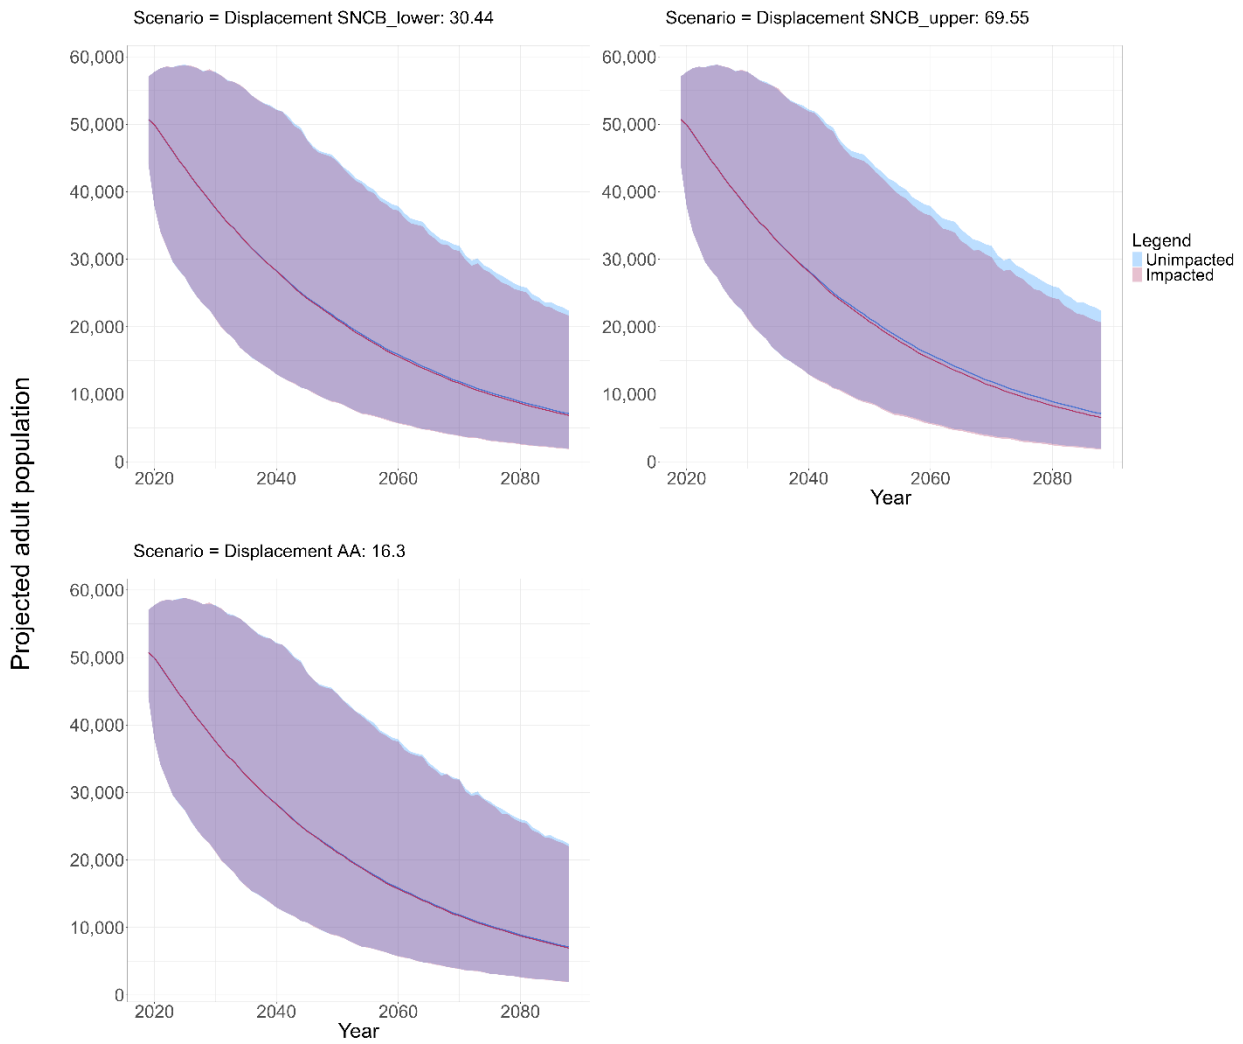 Scenario = Displacement SNCB_lower: 30.44
60,000
50,000
40,000
30,000
20,000
10,000
0
2020 2040 2060 2080
Scenario = Displacement SNCB_upper: 69.55
60,000
50,000
40,000
30,000
20,000
10,000
0
2020 2040 2060 2080
Year
Legend
Unimpacted
Impacted
Projected adult population
Scenario = Displacement AA: 16.3
60,000
50,000
40,000
30,000
20,000
10,000
0
2020 2040 2060 2080
Year